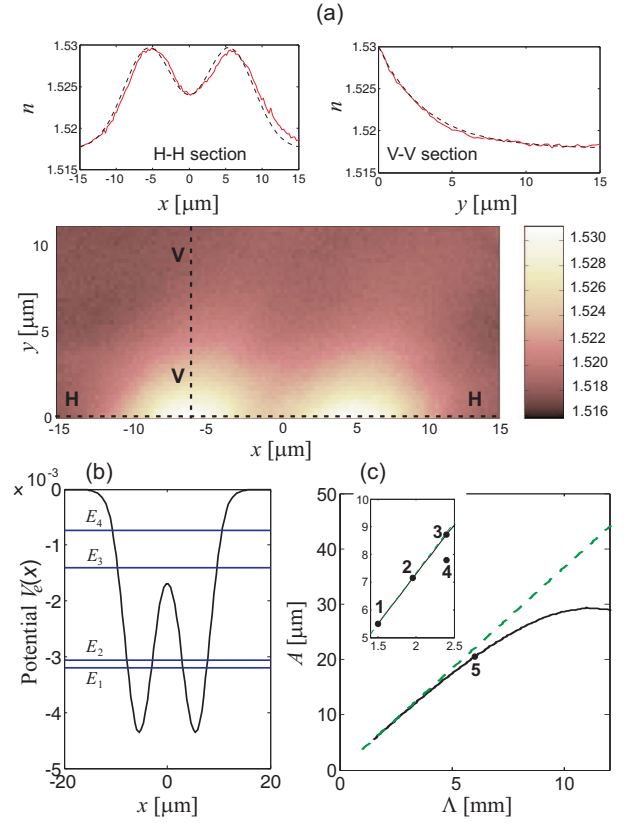 (a)
1.53
1.525
1.52
1.515
n
-15 -10 -5 0 5 10 15
x [μm]
H-H section
1.53
1.525
1.52
1.515
n
0 5 10 15
y [μm]
V-V section
10
5
0
y [μm]
V
V
H H
-15 -10 -5 0 5 10 15
x [μm]
1.530
1.528
1.526
1.524
1.522
1.520
1.518
1.516
(b)
× 10⁻³
0
-1
-2
-3
-4
-5
Potential Vₑ(x)
E₄
E₃
E₂
E₁
-20 0 20
x [μm]
(c)
50
40
30
20
10
0
A [μm]
9
8
7
6
5
1.5 2 2.5
1
2
3
4
5
0 5 10
Λ [mm]